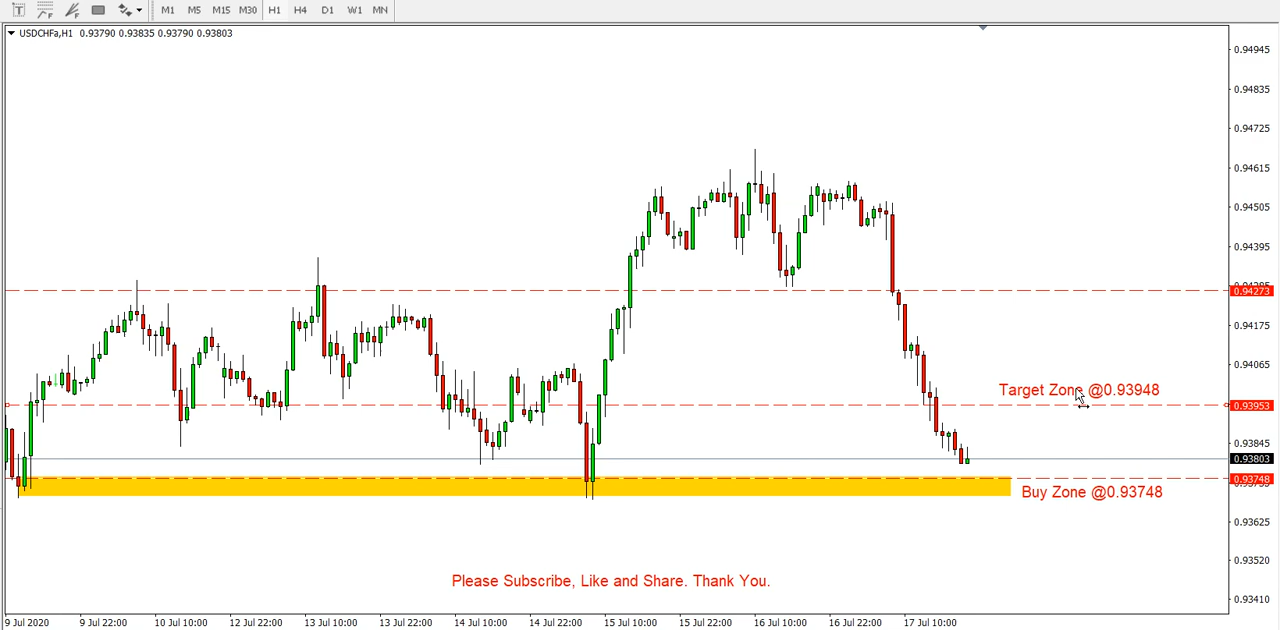 T F F M1 M5 M15 M30 H1 H4 D1 W1 MN
USDCHFa,H1 0.93790 0.93835 0.93790 0.93803
0.94945
0.94835
0.94725
0.94615
0.94505
0.94395
0.94273
0.94175
0.94065
Target Zone @0.93948
0.93953
0.93845
0.93803
0.93748
Buy Zone @0.93748
0.93625
0.93520
Please Subscribe, Like and Share. Thank You.
0.93410
9 Jul 2020 9 Jul 22:00 10 Jul 10:00 12 Jul 22:00 13 Jul 10:00 13 Jul 22:00 14 Jul 10:00 14 Jul 22:00 15 Jul 10:00 15 Jul 22:00 16 Jul 10:00 16 Jul 22:00 17 Jul 10:00